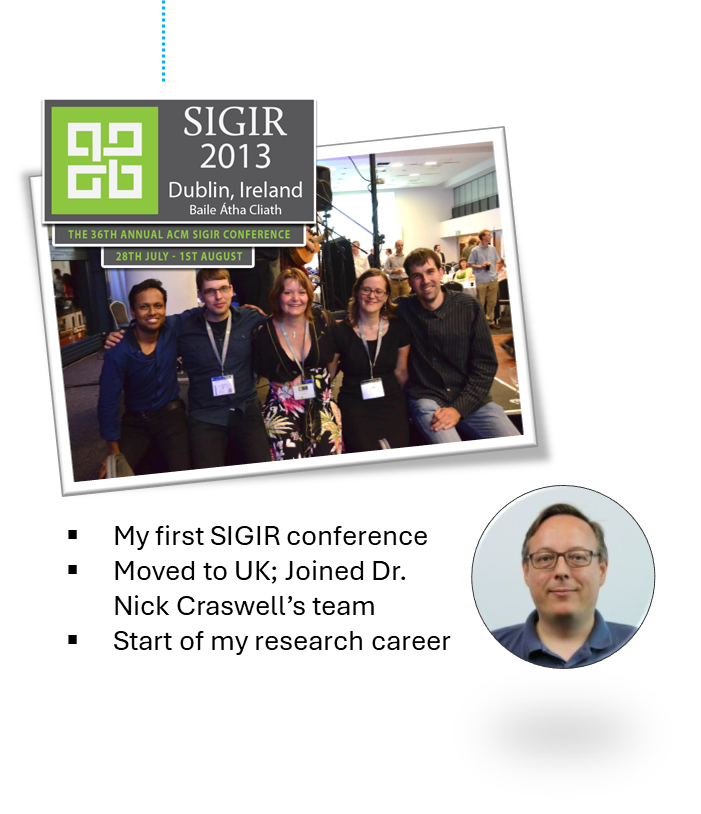 SIGIR
2013
Dublin, Ireland
Baile Átha Cliath
THE 36TH ANNUAL ACM SIGIR CONFERENCE
28TH JULY - 1ST AUGUST
▪ My first SIGIR conference
▪ Moved to UK; Joined Dr.
Nick Craswell’s team
▪ Start of my research career